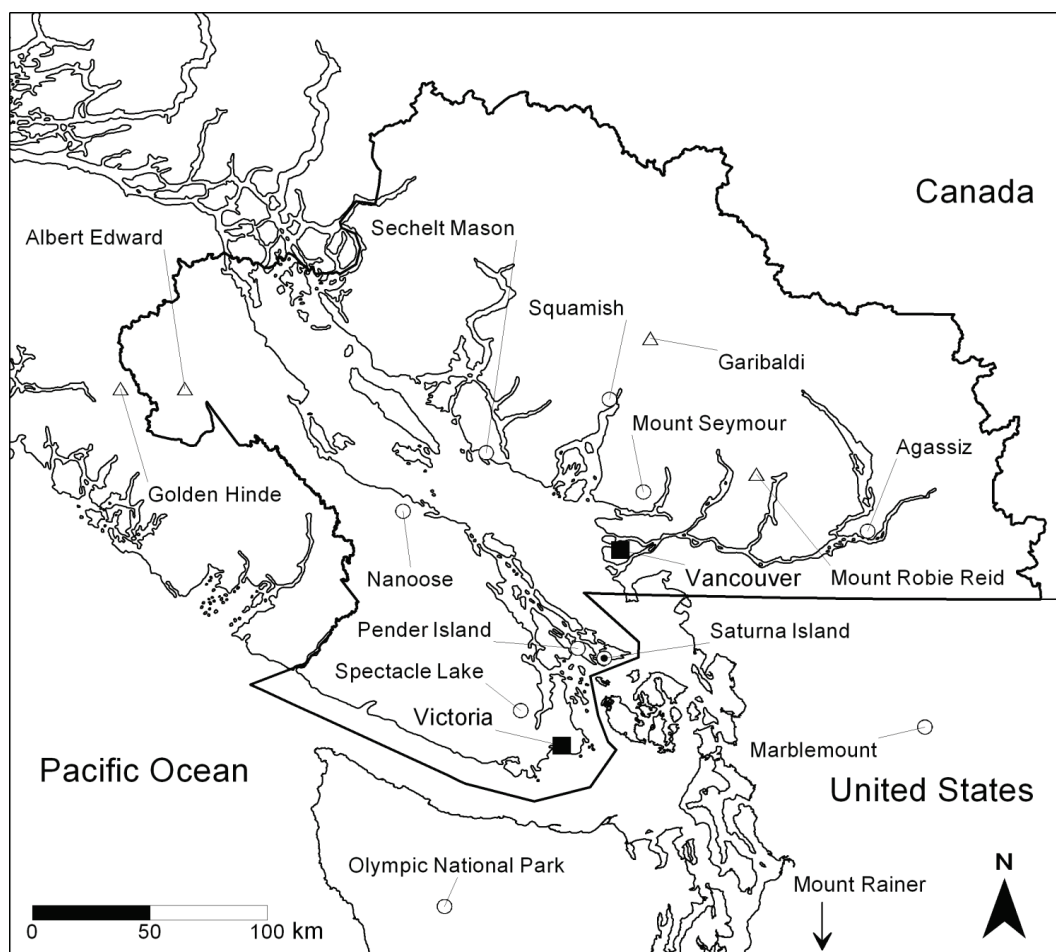 Canada
Albert Edward
Sechelt Mason
Squamish
Garibaldi
Mount Seymour
Agassiz
Golden Hinde
Nanoose
Vancouver
Mount Robie Reid
Pender Island
Saturna Island
Spectacle Lake
Victoria
Marblemount
Pacific Ocean
United States
Olympic National Park
Mount Rainer
N
0 50 100 km